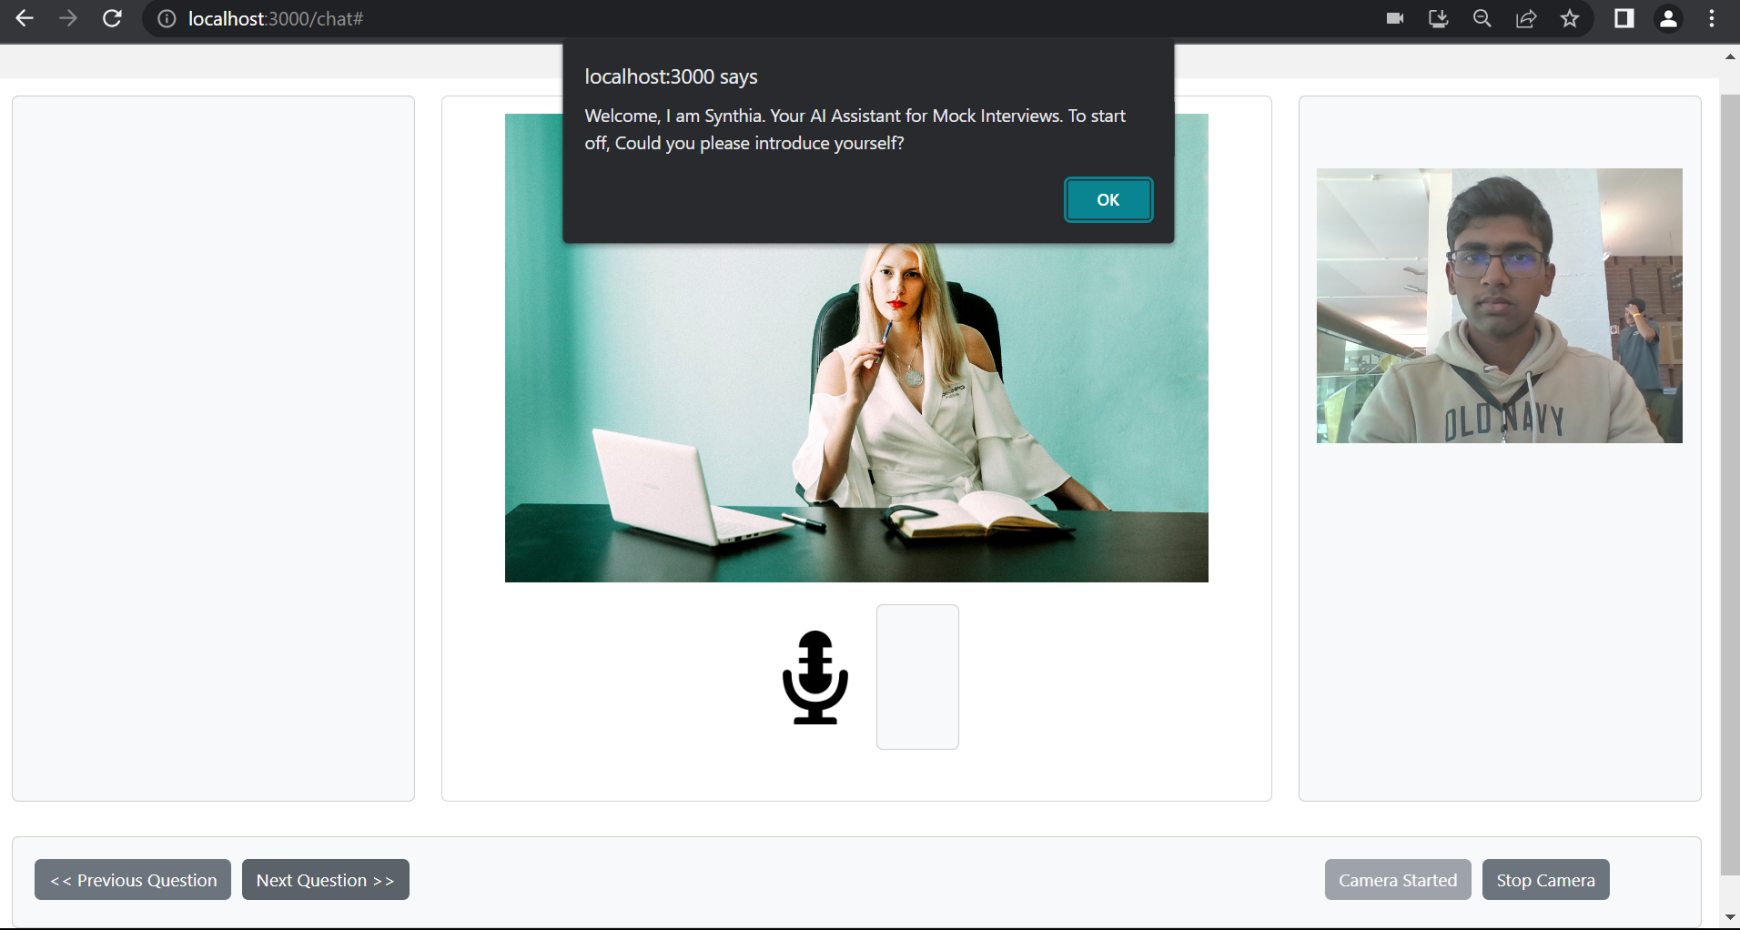 localhost:3000/chat#
localhost:3000 says
Welcome, I am Synthia. Your AI Assistant for Mock Interviews. To start
off, Could you please introduce yourself?
OK
OLD NAVY
<< Previous Question
Next Question >>
Camera Started
Stop Camera